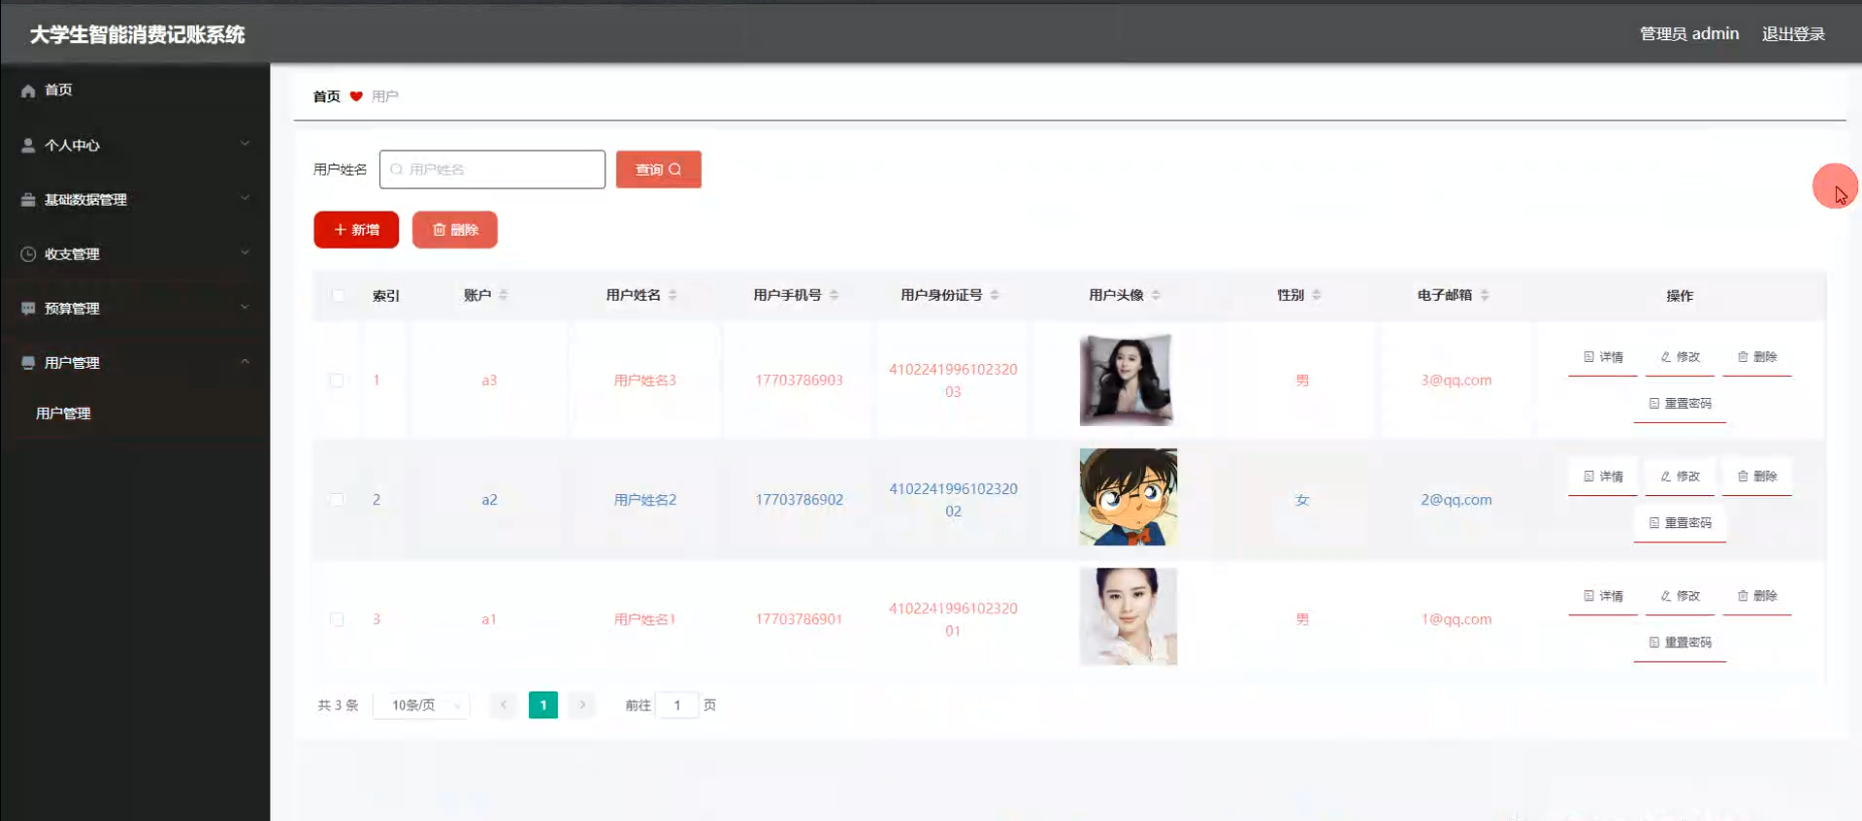 大学生智能消费记账系统
管理员 admin 退出登录
首页
个人中心
基础数据管理
收支管理
预算管理
用户管理
用户管理
首页 用户
用户姓名 用户姓名 查询
新增 删除
索引 账户 用户姓名 用户手机号 用户身份证号 用户头像 性别 电子邮箱 操作
1 a3 用户姓名3 17703786903 4102241996102320
03 男 3@qq.com 详情 修改 删除
重置密码
2 a2 用户姓名2 17703786902 4102241996102320
02 女 2@qq.com 详情 修改 删除
重置密码
3 a1 用户姓名1 17703786901 4102241996102320
01 男 1@qq.com 详情 修改 删除
重置密码
共 3 条 10条/页 1 前往 1 页